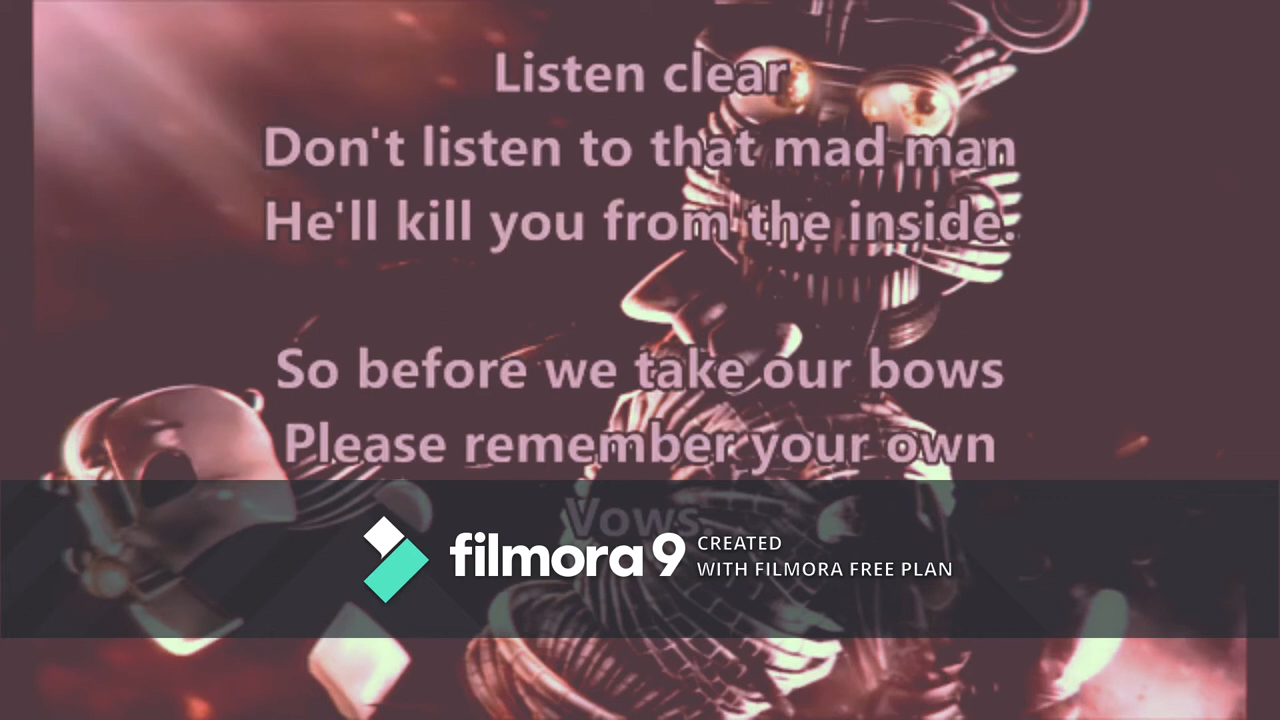 Listen clear
Don't listen to that mad man
He'll kill you from the inside.
So before we take our bows
Please remember your own
Vows.
filmora9
CREATED
WITH FILMORA FREE PLAN